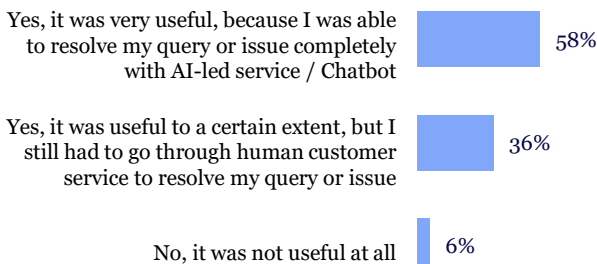 Yes, it was very useful, because I was able
to resolve my query or issue completely
with AI-led service / Chatbot
58%
Yes, it was useful to a certain extent, but I
still had to go through human customer
service to resolve my query or issue
36%
No, it was not useful at all
6%